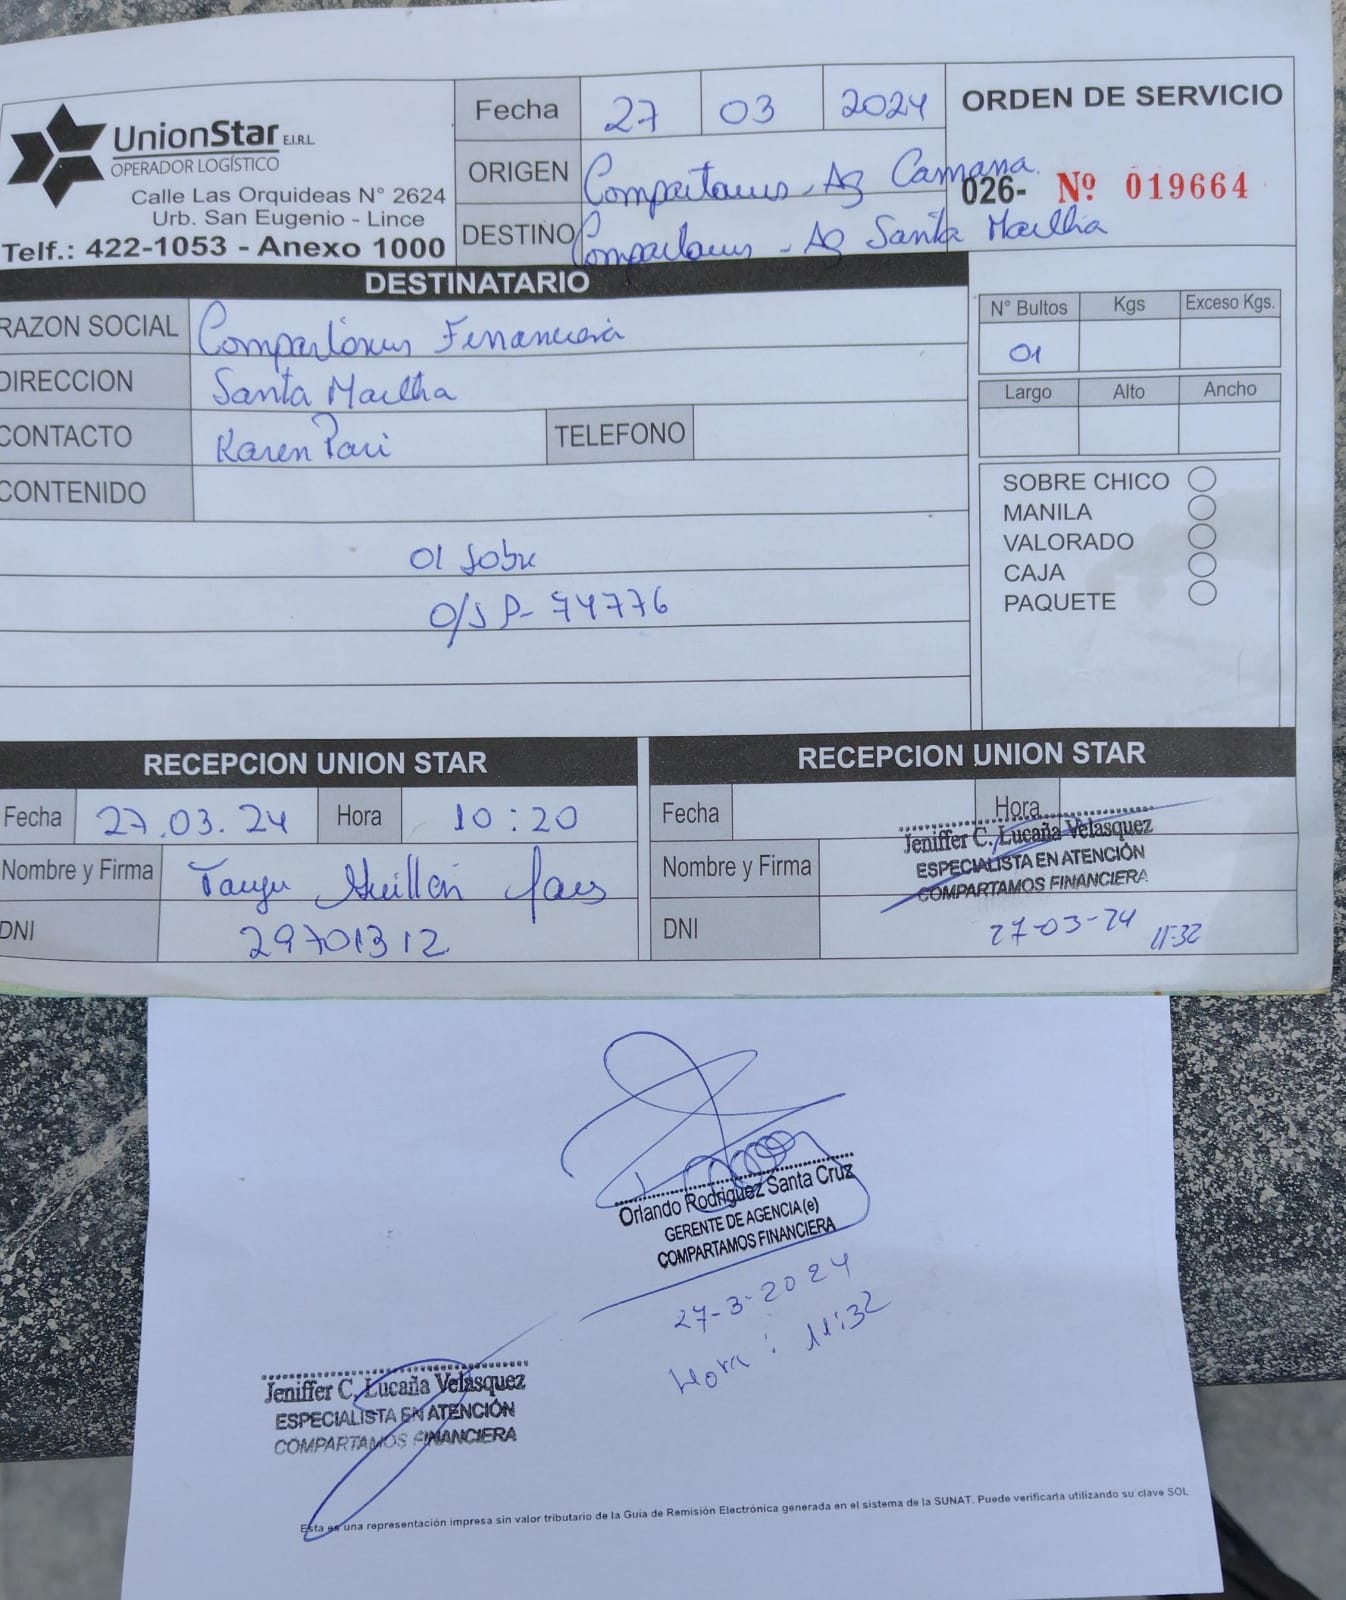 UnionStar E.I.R.L
OPERADOR LOGÍSTICO
Calle Las Orquideas N° 2624
Urb. San Eugenio - Lince
Telf.: 422-1053 - Anexo 1000
Fecha 27 03 2024
ORIGEN Compartamos - Ag Camana
DESTINO Compartamos - Ag Santa Martha
ORDEN DE SERVICIO
026- Nº 019664
DESTINATARIO
RAZON SOCIAL Compartamos Financiera
DIRECCION Santa Martha
CONTACTO Karen Pari TELEFONO
CONTENIDO
01 Sobre
O/S P- 74776
N° Bultos Kgs Exceso Kgs.
01
Largo Alto Ancho
SOBRE CHICO
MANILA
VALORADO
CAJA
PAQUETE
RECEPCION UNION STAR
Fecha 27.03.24 Hora 10:20
Nombre y Firma Guillen
DNI 29701312
RECEPCION UNION STAR
Fecha Hora
Jeniffer C. Lucaña Velasquez
Nombre y Firma ESPECIALISTA EN ATENCIÓN
COMPARTAMOS FINANCIERA
DNI 27-03-24 11:32
Orlando Rodriguez Santa Cruz
GERENTE DE AGENCIA (e)
COMPARTAMOS FINANCIERA
27-3-2024
Hora : 11:32
Jeniffer C. Lucaña Velasquez
ESPECIALISTA EN ATENCIÓN
COMPARTAMOS FINANCIERA
Esta es una representación impresa sin valor tributario de la Guia de Remisión Electrónica generada en el sistema de la SUNAT. Puede verificarla utilizando su clave SOL